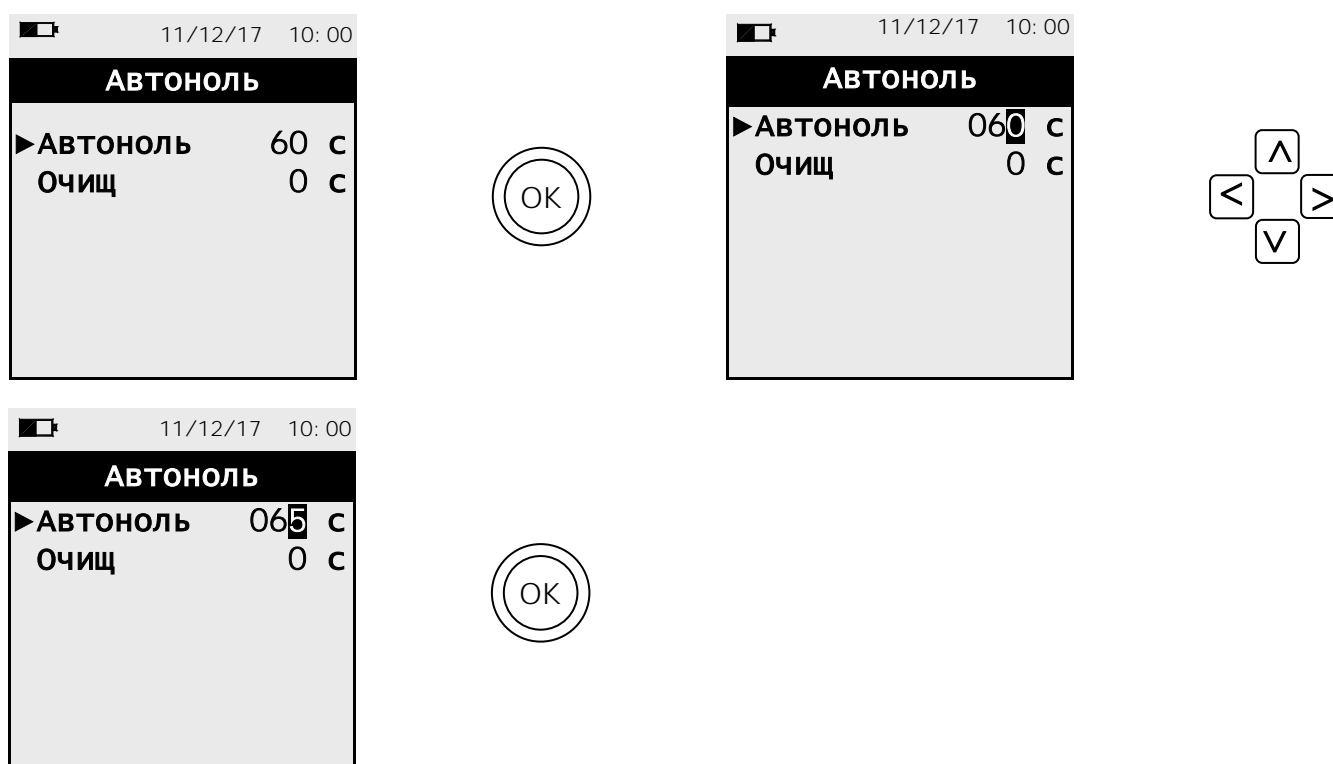 11/12/17 10:00
Автоноль
►Автоноль 60 с
Очищ 0 с
OK
11/12/17 10:00
Автоноль
►Автоноль 060 с
Очищ 0 с
<
>
11/12/17 10:00
Автоноль
►Автоноль 065 с
Очищ 0 с
OK